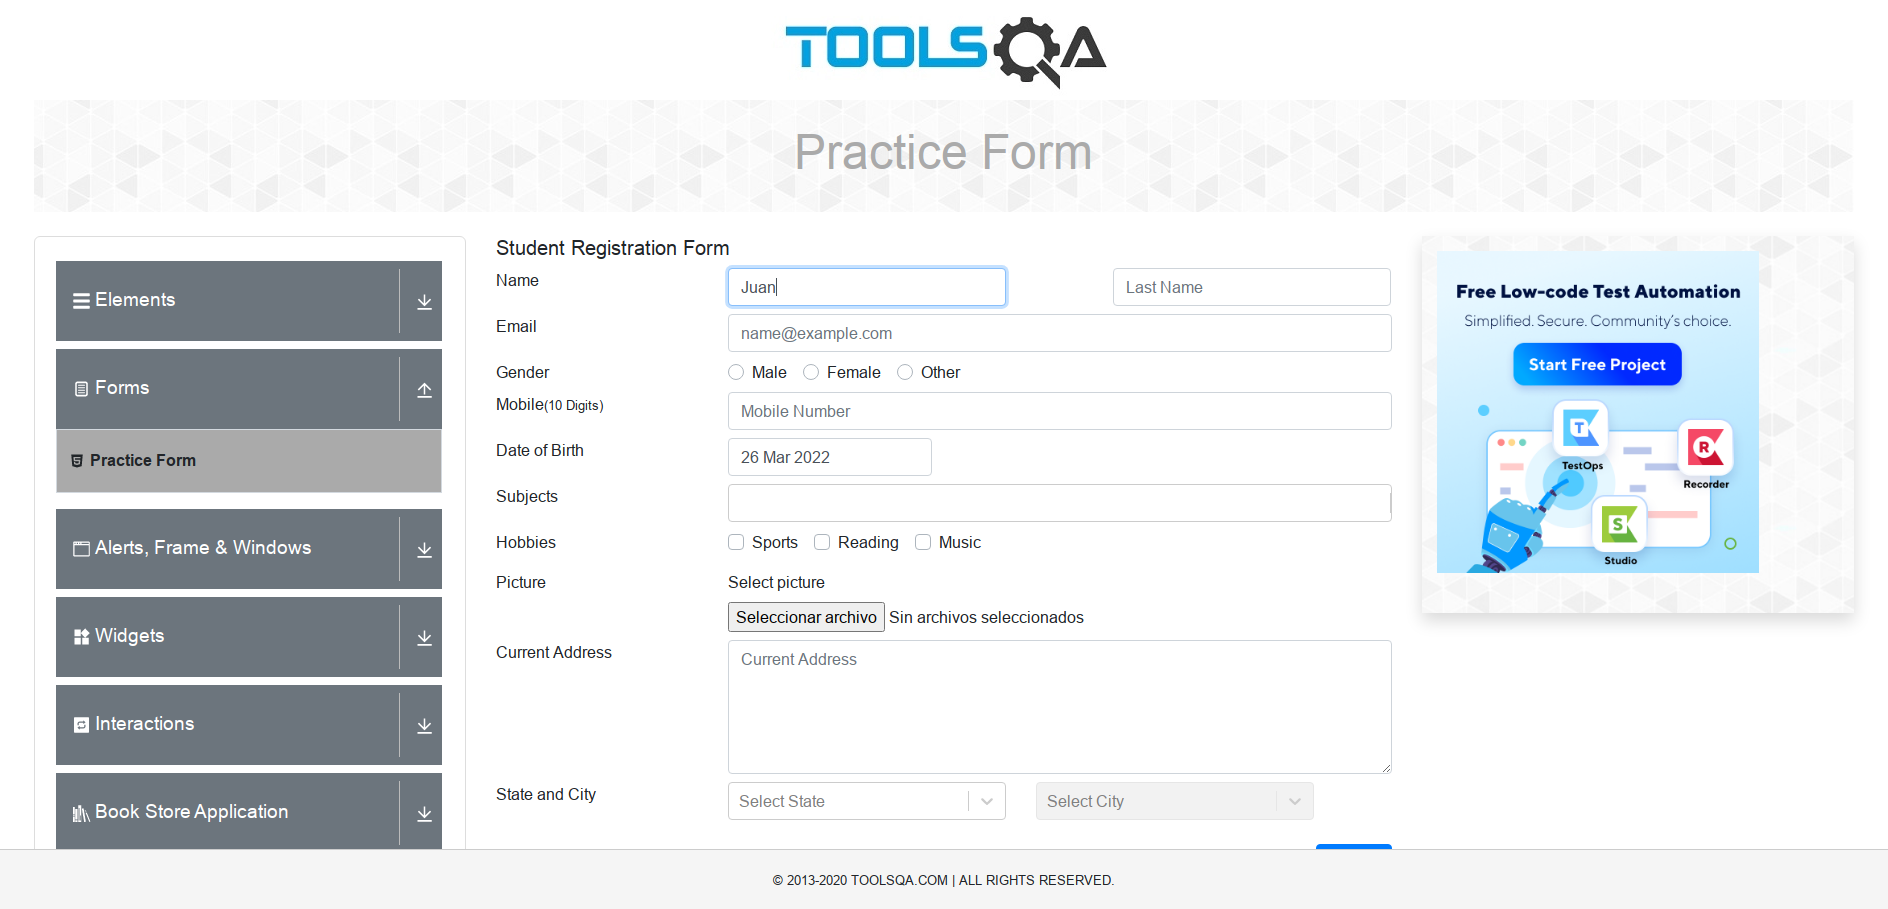 TOOLSQA
Practice Form
Elements
Forms
Practice Form
Alerts, Frame & Windows
Widgets
Interactions
Book Store Application
Student Registration Form
Name
Juan
Last Name
Email
name@example.com
Gender
Male
Female
Other
Mobile(10 Digits)
Mobile Number
Date of Birth
26 Mar 2022
Subjects
Hobbies
Sports
Reading
Music
Picture
Select picture
Seleccionar archivo Sin archivos seleccionados
Current Address
Current Address
State and City
Select State
Select City
Free Low-code Test Automation
Simplified. Secure. Community's choice.
Start Free Project
T
TestOps
R
Recorder
S
Studio
© 2013-2020 TOOLSQA.COM | ALL RIGHTS RESERVED.